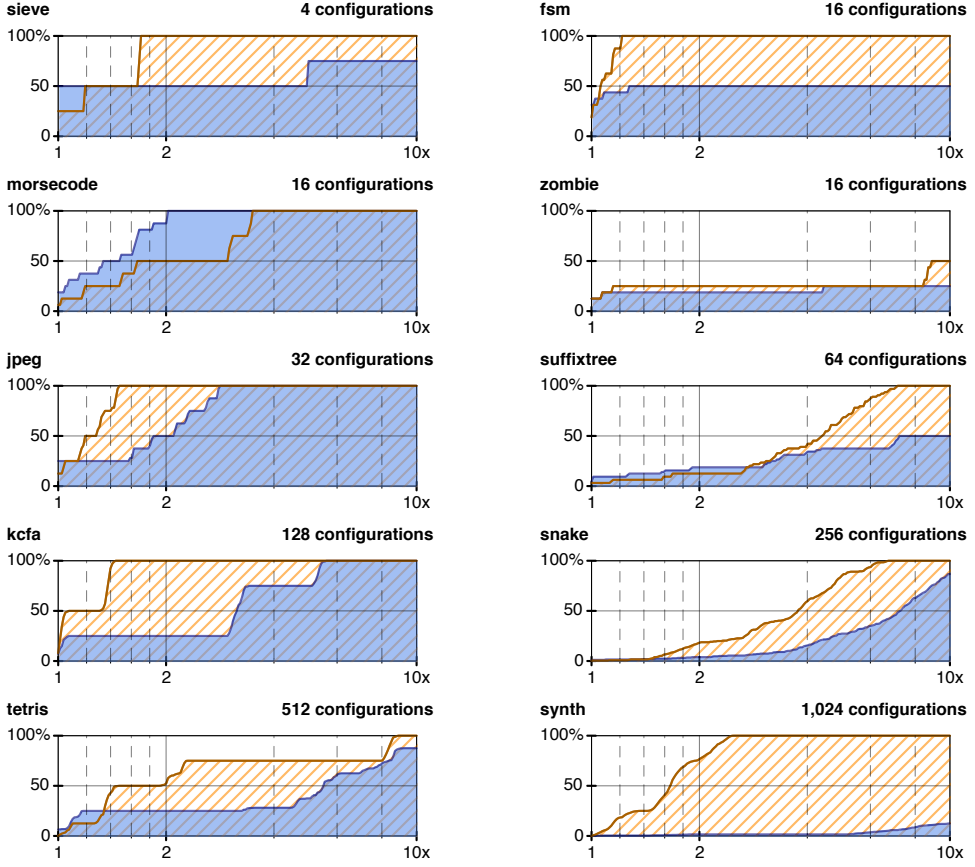 sieve 4 configurations
100%
50
0
1 2 10x
fsm 16 configurations
100%
50
0
1 2 10x
morsecode 16 configurations
100%
50
0
1 2 10x
zombie 16 configurations
100%
50
0
1 2 10x
jpeg 32 configurations
100%
50
0
1 2 10x
suffixtree 64 configurations
100%
50
0
1 2 10x
kcfa 128 configurations
100%
50
0
1 2 10x
snake 256 configurations
100%
50
0
1 2 10x
tetris 512 configurations
100%
50
0
1 2 10x
synth 1,024 configurations
100%
50
0
1 2 10x